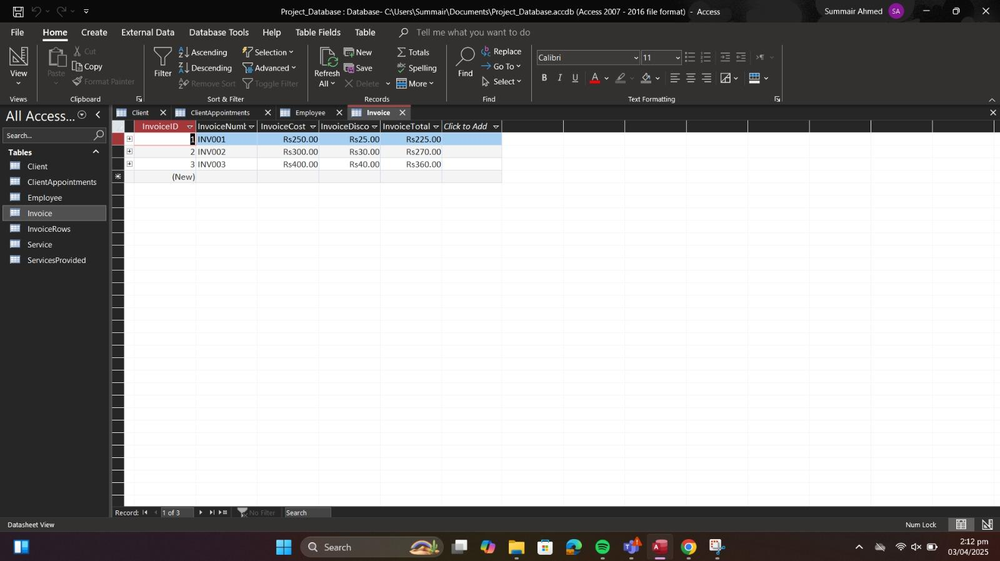 Project_Database : Database- C:\Users\Summair\Documents\Project_Database.accdb (Access 2007 - 2016 file format) - Access
Summair Ahmed
SA
File Home Create External Data Database Tools Help Table Fields Table Tell me what you want to do
View
Views
Paste
Cut
Copy
Format Painter
Clipboard
Filter
Ascending
Descending
Remove Sort
Selection
Advanced
Toggle Filter
Sort & Filter
Refresh All
New
Save
Delete
Totals
Spelling
More
Records
Find
Replace
Go To
Select
Find
Calibri
11
B I U A
Text Formatting
All Access...
Search...
Tables
Client
ClientAppointments
Employee
Invoice
InvoiceRows
Service
ServicesProvided
Client ClientAppointments Employee Invoice
InvoiceID InvoiceNuml InvoiceCost InvoiceDisco InvoiceTotal Click to Add
1 INV001 Rs250.00 Rs25.00 Rs225.00
2 INV002 Rs300.00 Rs30.00 Rs270.00
3 INV003 Rs400.00 Rs40.00 Rs360.00
(New)
Record: 1 of 3 No Filter Search
Datasheet View
Num Lock
Search
2:12 pm
03/04/2025